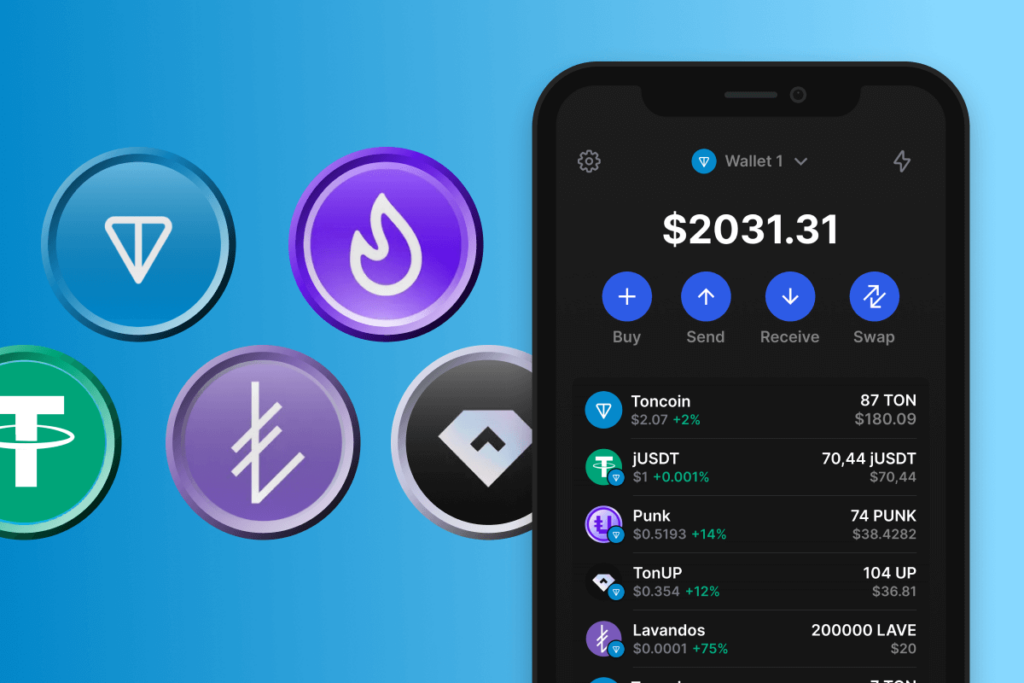 Wallet 1
$2031.31
Buy Send Receive Swap
Toncoin 87 TON
$2.07 +2% $180.09
jUSDT 70,44 jUSDT
$1 +0.001% $70,44
Punk 74 PUNK
$0.5193 +14% $38.4282
TonUP 104 UP
$0.354 +12% $36.81
Lavandos 200000 LAVE
$0.0001 +75% $20